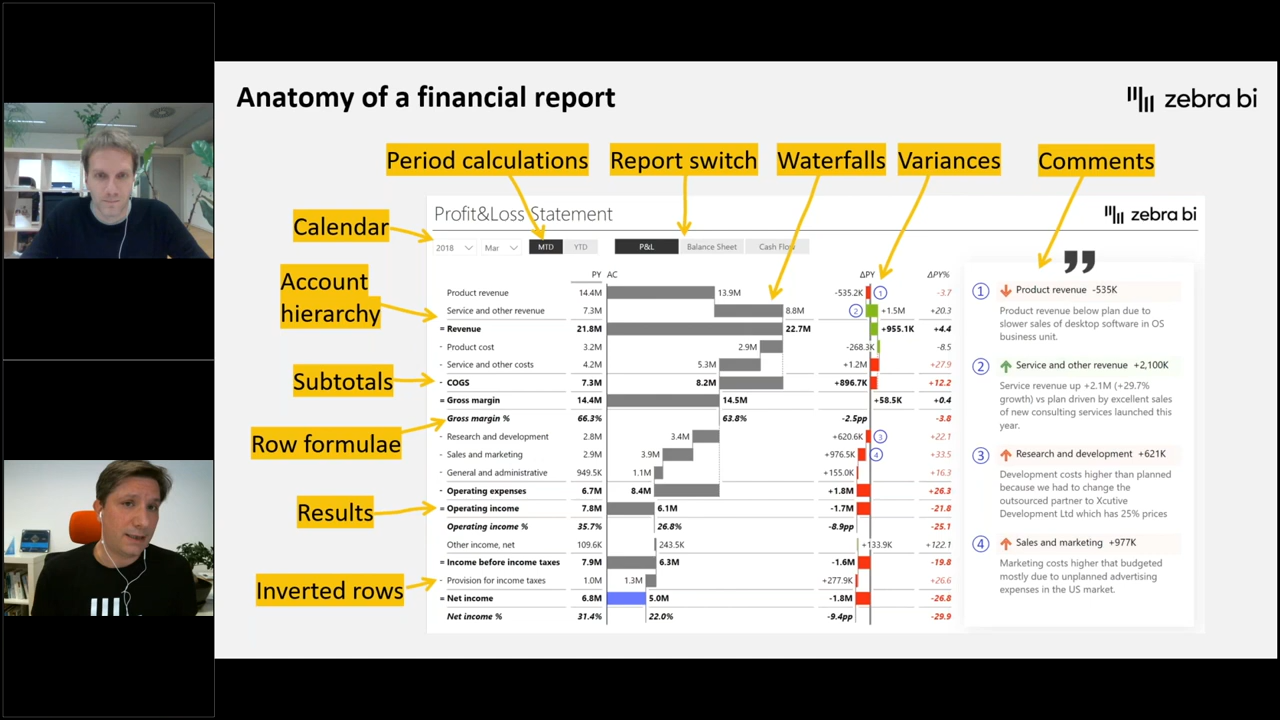 Anatomy of a financial report
zebra bi
Period calculations
Report switch
Waterfalls
Variances
Comments
Calendar
Account hierarchy
Subtotals
Row formulae
Results
Inverted rows
Profit&Loss Statement
zebra bi
2018 Mar MTD YTD P&L Balance Sheet Cash Flow
PY AC ΔPY ΔPY%
Product revenue 14.4M 13.9M -535.2K 1 -3.7
Service and other revenue 7.3M 8.8M 2 +1.5M +20.3
= Revenue 21.8M 22.7M +955.1K +4.4
- Product cost 3.2M 2.9M -268.3K -8.5
- Service and other costs 4.2M 5.3M +1.2M +27.9
- COGS 7.3M 8.2M +896.7K +12.2
= Gross margin 14.4M 14.5M +58.5K +0.4
Gross margin % 66.3% 63.8% -2.5pp -3.8
- Research and development 2.8M 3.4M +620.6K 3 +22.1
- Sales and marketing 2.9M 3.9M +976.5K 4 +33.5
- General and administrative 949.5K 1.1M +155.0K +16.3
- Operating expenses 6.7M 8.4M +1.8M +26.3
= Operating income 7.8M 6.1M -1.7M -21.8
Operating income % 35.7% 26.8% -8.9pp -25.1
Other income, net 109.6K 243.5K +133.9K +122.1
= Income before income taxes 7.9M 6.3M -1.6M -19.8
- Provision for income taxes 1.0M 1.3M +277.9K +26.6
= Net income 6.8M 5.0M -1.8M -26.8
Net income % 31.4% 22.0% -9.4pp -29.9
1 Product revenue -535K
Product revenue below plan due to
slower sales of desktop software in OS
business unit.
2 Service and other revenue +2,100K
Service revenue up +2.1M (+29.7%
growth) vs plan driven by excellent sales
of new consulting services launched this
year.
3 Research and development +621K
Development costs higher than planned
because we had to change the
outsourced partner to Xcutive
Development Ltd which has 25% prices
4 Sales and marketing +977K
Marketing costs higher that budgeted
mostly due to unplanned advertising
expenses in the US market.